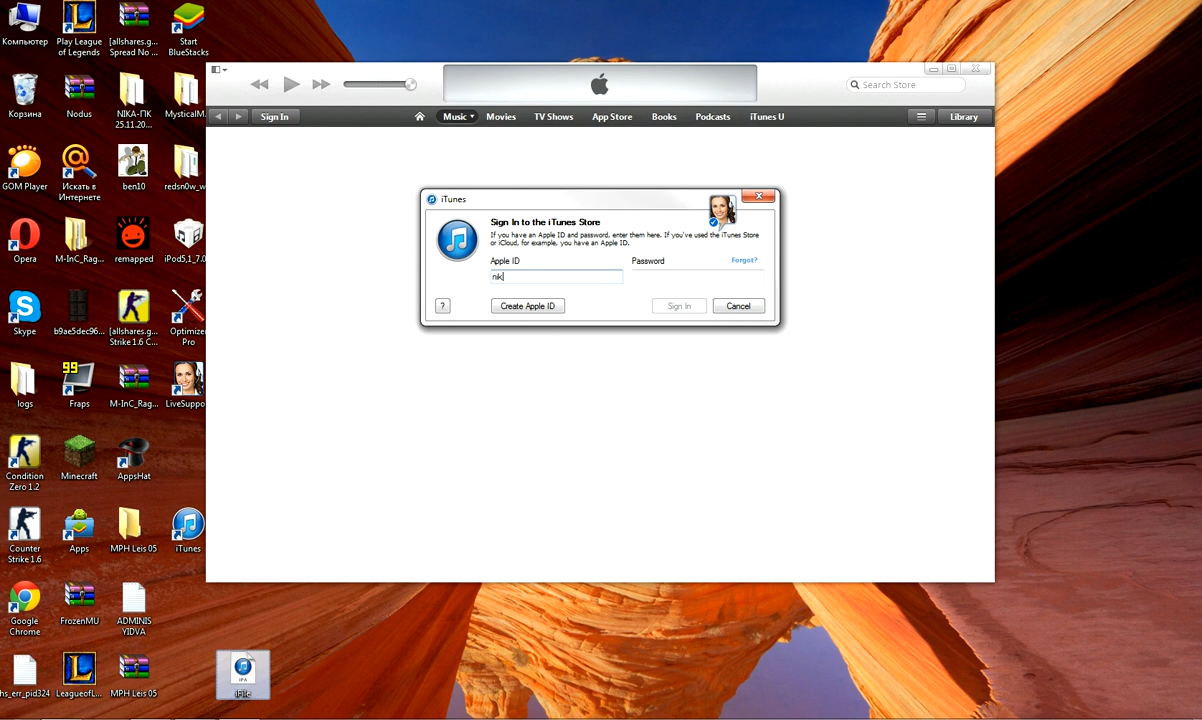 Компьютер
Play League
of Legends
[allshares.g...
Spread No ...
Start
BlueStacks
Корзина
Nodus
NIKA-ПК
25.11.20...
MysticalM.
GOM Player
Искать в
Интернете
ben10
redsn0w_w
Opera
M-InC_Rag...
remapped
iPod5,1_7.0
Skype
b9ae5dec96...
[allshares.g...
Strike 1.6 C...
Optimize
Pro
logs
99
Fraps
M-InC_Rag...
LiveSuppo
Condition
Zero 1.2
Minecraft
AppsHat
Counter
Strike 1.6
Apps
MPH Leis 05
iTunes
Google
Chrome
FrozenMU
ADMINIS
YIDVA
hs_err_pid324
LeagueofL...
MPH Leis 05
IPA
iFile
Search Store
Sign In
Music
Movies
TV Shows
App Store
Books
Podcasts
iTunes U
Library
iTunes
Sign In to the iTunes Store
If you have an Apple ID and password, enter them here. If you've used the iTunes Store
or iCloud, for example, you have an Apple ID.
Apple ID
Password
Forgot?
nik
?
Create Apple ID
Sign In
Cancel